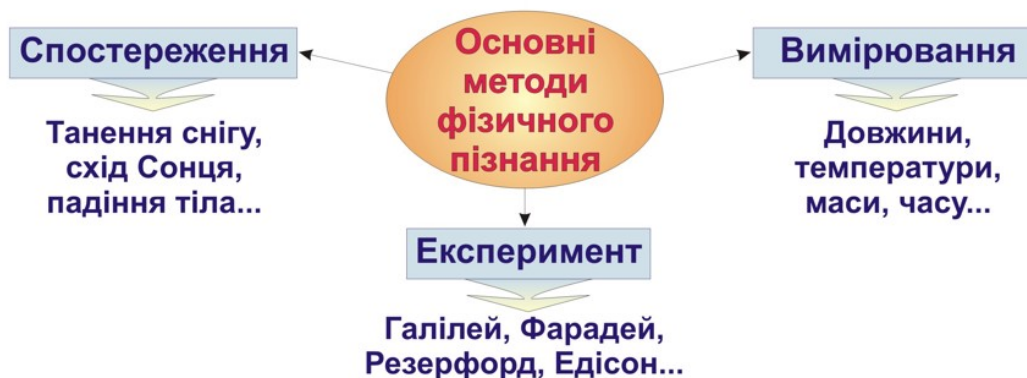 Основні
методи
фізичного
пізнання
Спостереження
Танення снігу,
схід Сонця,
падіння тіла...
Експеримент
Галілей, Фарадей,
Резерфорд, Едісон...
Вимірювання
Довжини,
температури,
маси, часу...